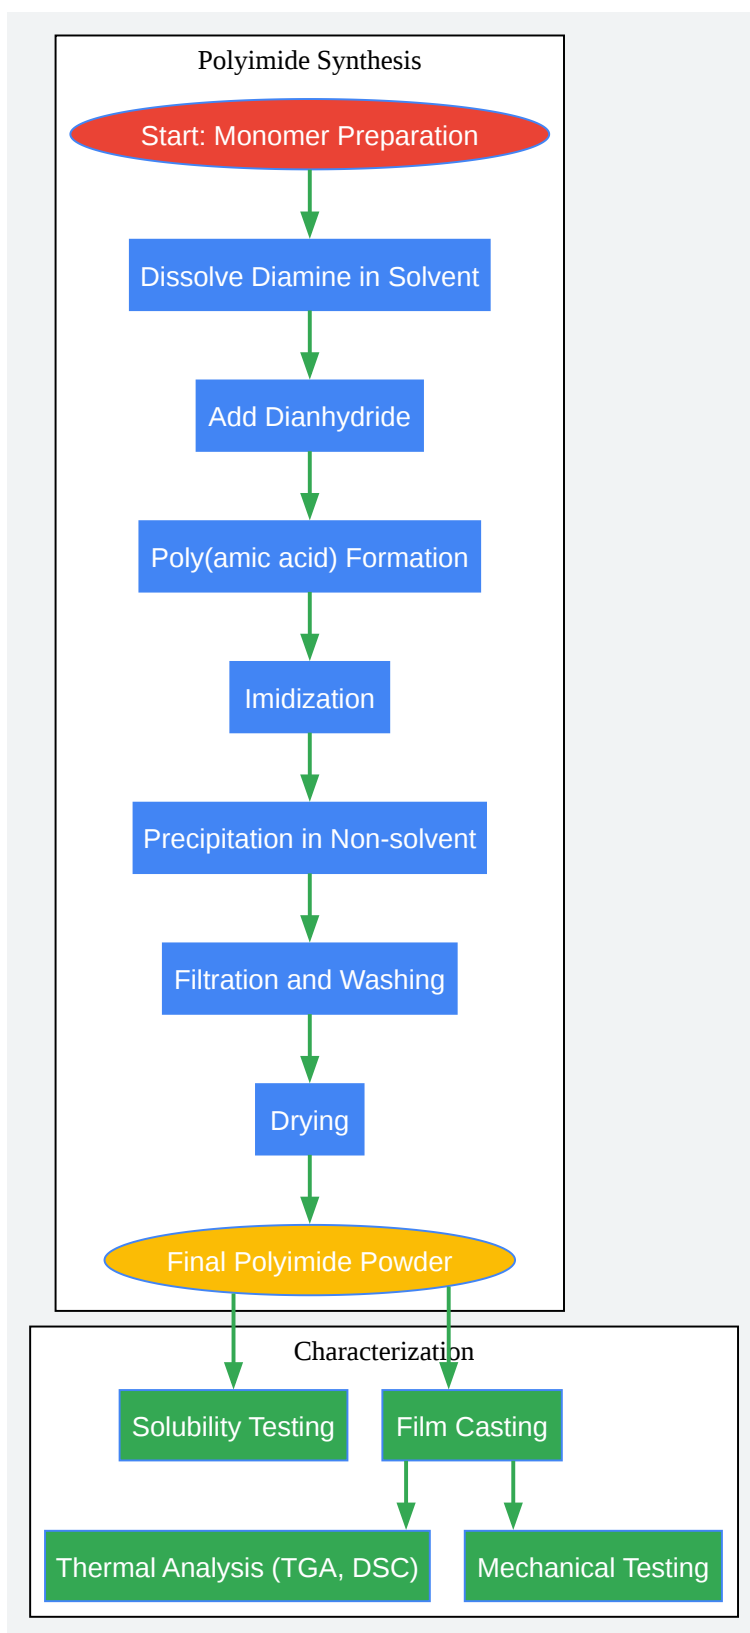 Polyimide Synthesis
Start: Monomer Preparation
Dissolve Diamine in Solvent
Add Dianhydride
Poly(amic acid) Formation
Imidization
Precipitation in Non-solvent
Filtration and Washing
Drying
Final Polyimide Powder
Characterization
Solubility Testing
Film Casting
Thermal Analysis (TGA, DSC)
Mechanical Testing